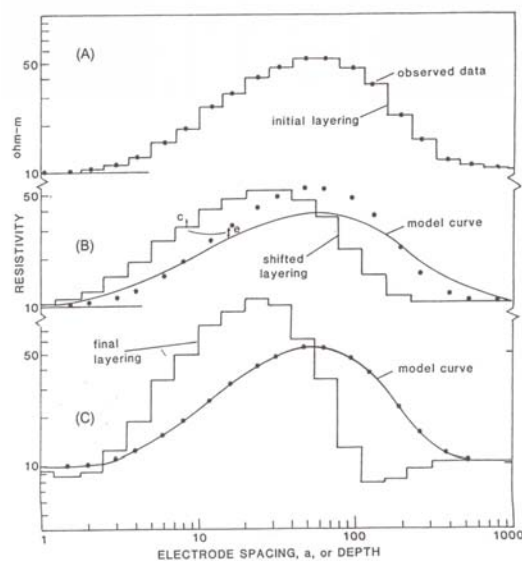 (A)
50
observed data
initial layering
10
ohm-m
50
c
e
model curve
(B)
shifted
layering
RESISTIVITY
10
final
layering
50
model curve
(C)
10
1 10 100 1000
ELECTRODE SPACING, a, or DEPTH